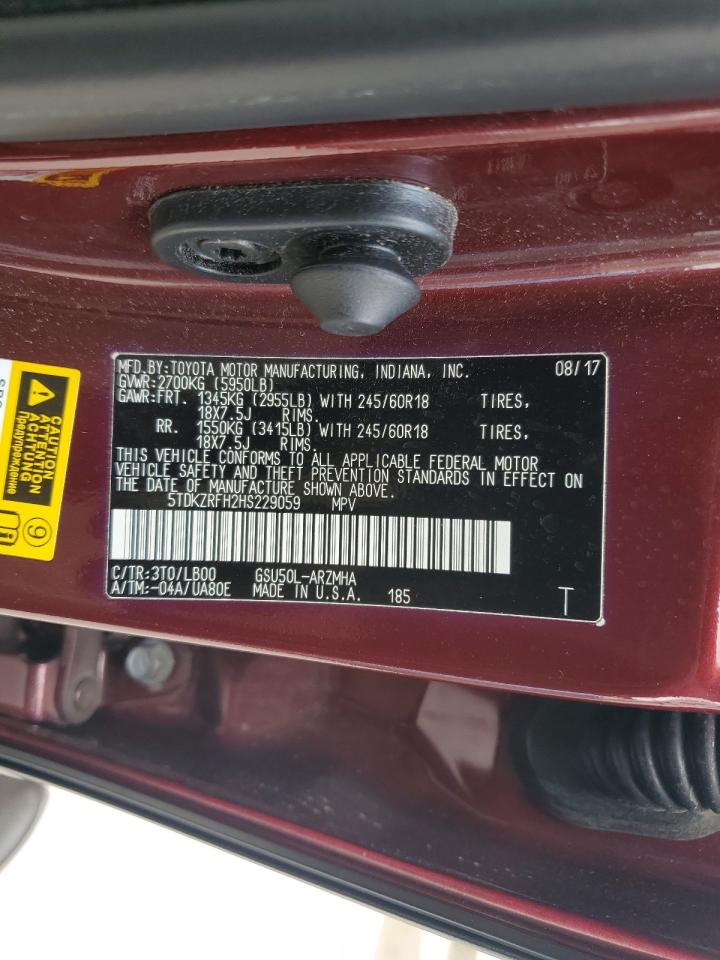 MFD.BY:TOYOTA MOTOR MANUFACTURING, INDIANA, INC. 08/17
GVWR:2700KG (5950LB)
GAWR:FRT. 1345KG (2955LB) WITH 245/60R18 TIRES,
18X7.5J RIMS.
RR. 1550KG (3415LB) WITH 245/60R18 TIRES,
18X7.5J RIMS.
THIS VEHICLE CONFORMS TO ALL APPLICABLE FEDERAL MOTOR
VEHICLE SAFETY AND THEFT PREVENTION STANDARDS IN EFFECT ON
THE DATE OF MANUFACTURE SHOWN ABOVE.
5TDKZRFH2HS229059 MPV
C/TR:3T0/LB00 GSU50L-ARZMHA
A/TM:-04A/UA80E MADE IN U.S.A. 185 T
CAUTION
ATTENTION
ACHTUNG
Предупреждение
9